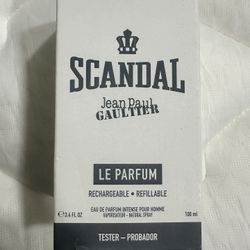 SCANDAL
Jean Paul
GAULTIER
LE PARFUM
RECHARGEABLE • REFILLABLE
EAU DE PARFUM INTENSE POUR HOMME
VAPORISATEUR - NATURAL SPRAY
℮ 3.4 FL OZ
100 ml
TESTER – PROBADOR